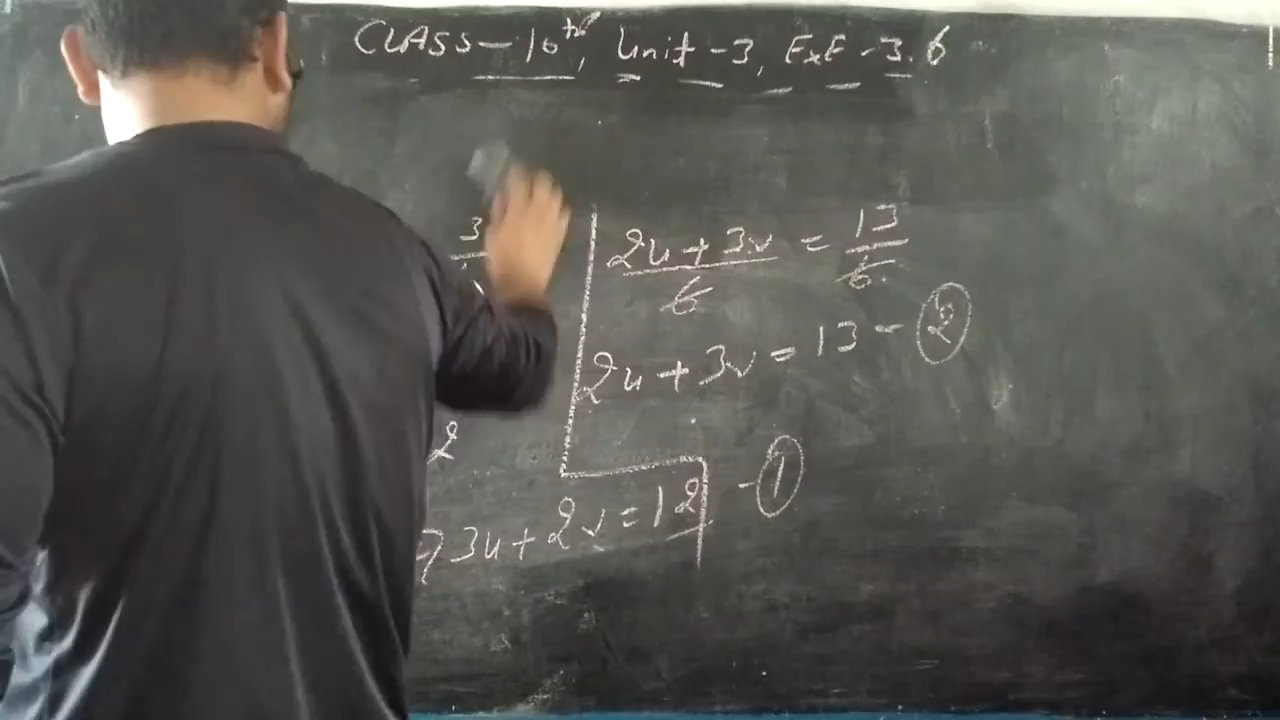 CLASS - 10th, Unit - 3, ExE - 3.6
3
2u + 3v = 13
6 6
2u + 3v = 13 - ②
2
3u + 2v = 12 - ①